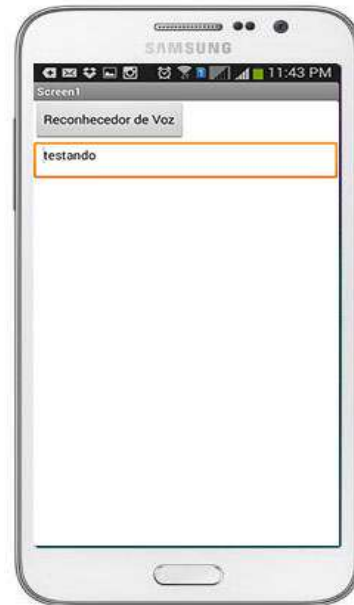 SAMSUNG
11:43 PM
Screen1
Reconhecedor de Voz
testando